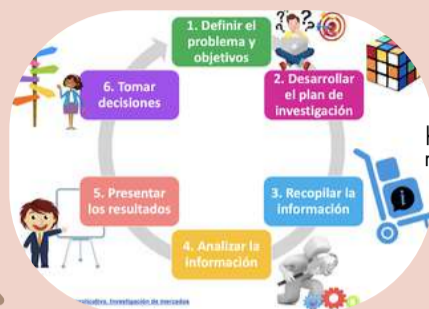 1. Definir el
problema y
objetivos
2. Desarrollar
el plan de
investigación
3. Recopilar la
información
4. Analizar la
información
5. Presentar
los resultados
6. Tomar
decisiones
Investigación de mercados